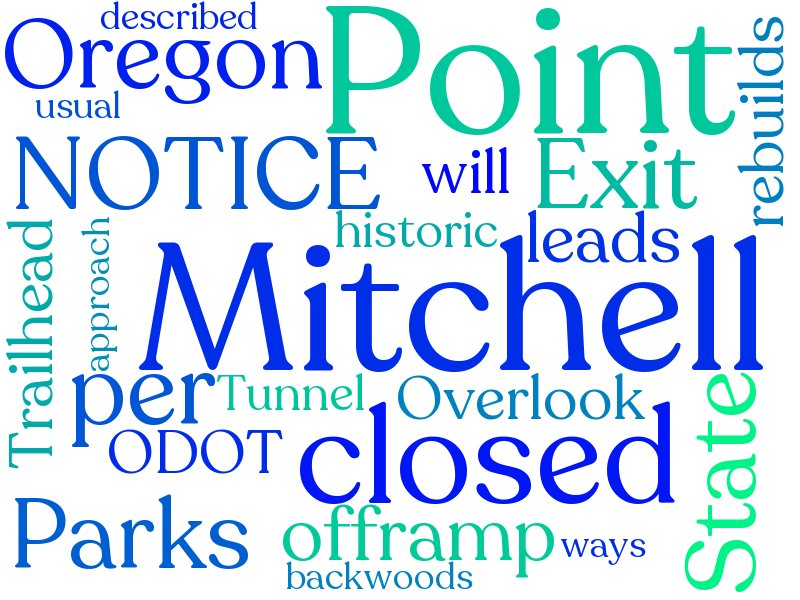 described
Oregon
Point
rebuilds
usual
NOTICE
will
Exit
historic
leads
Trailhead
approach
Mitchell
per
Tunnel
Overlook
State
ODOT
closed
Parks
offramp
ways
backwoods